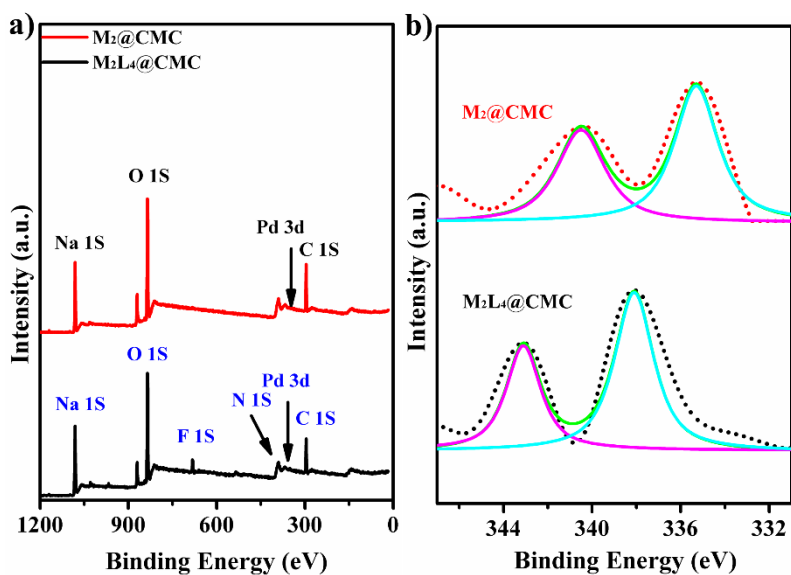 a)
M₂@CMC
M₂L₄@CMC
O 1S
Na 1S
Pd 3d
C 1S
O 1S
Na 1S
F 1S
N 1S
Pd 3d
C 1S
Intensity (a.u.)
1200 900 600 300 0
Binding Energy (eV)
b)
M₂@CMC
M₂L₄@CMC
Intensity (a.u.)
344 340 336 332
Binding Energy (eV)